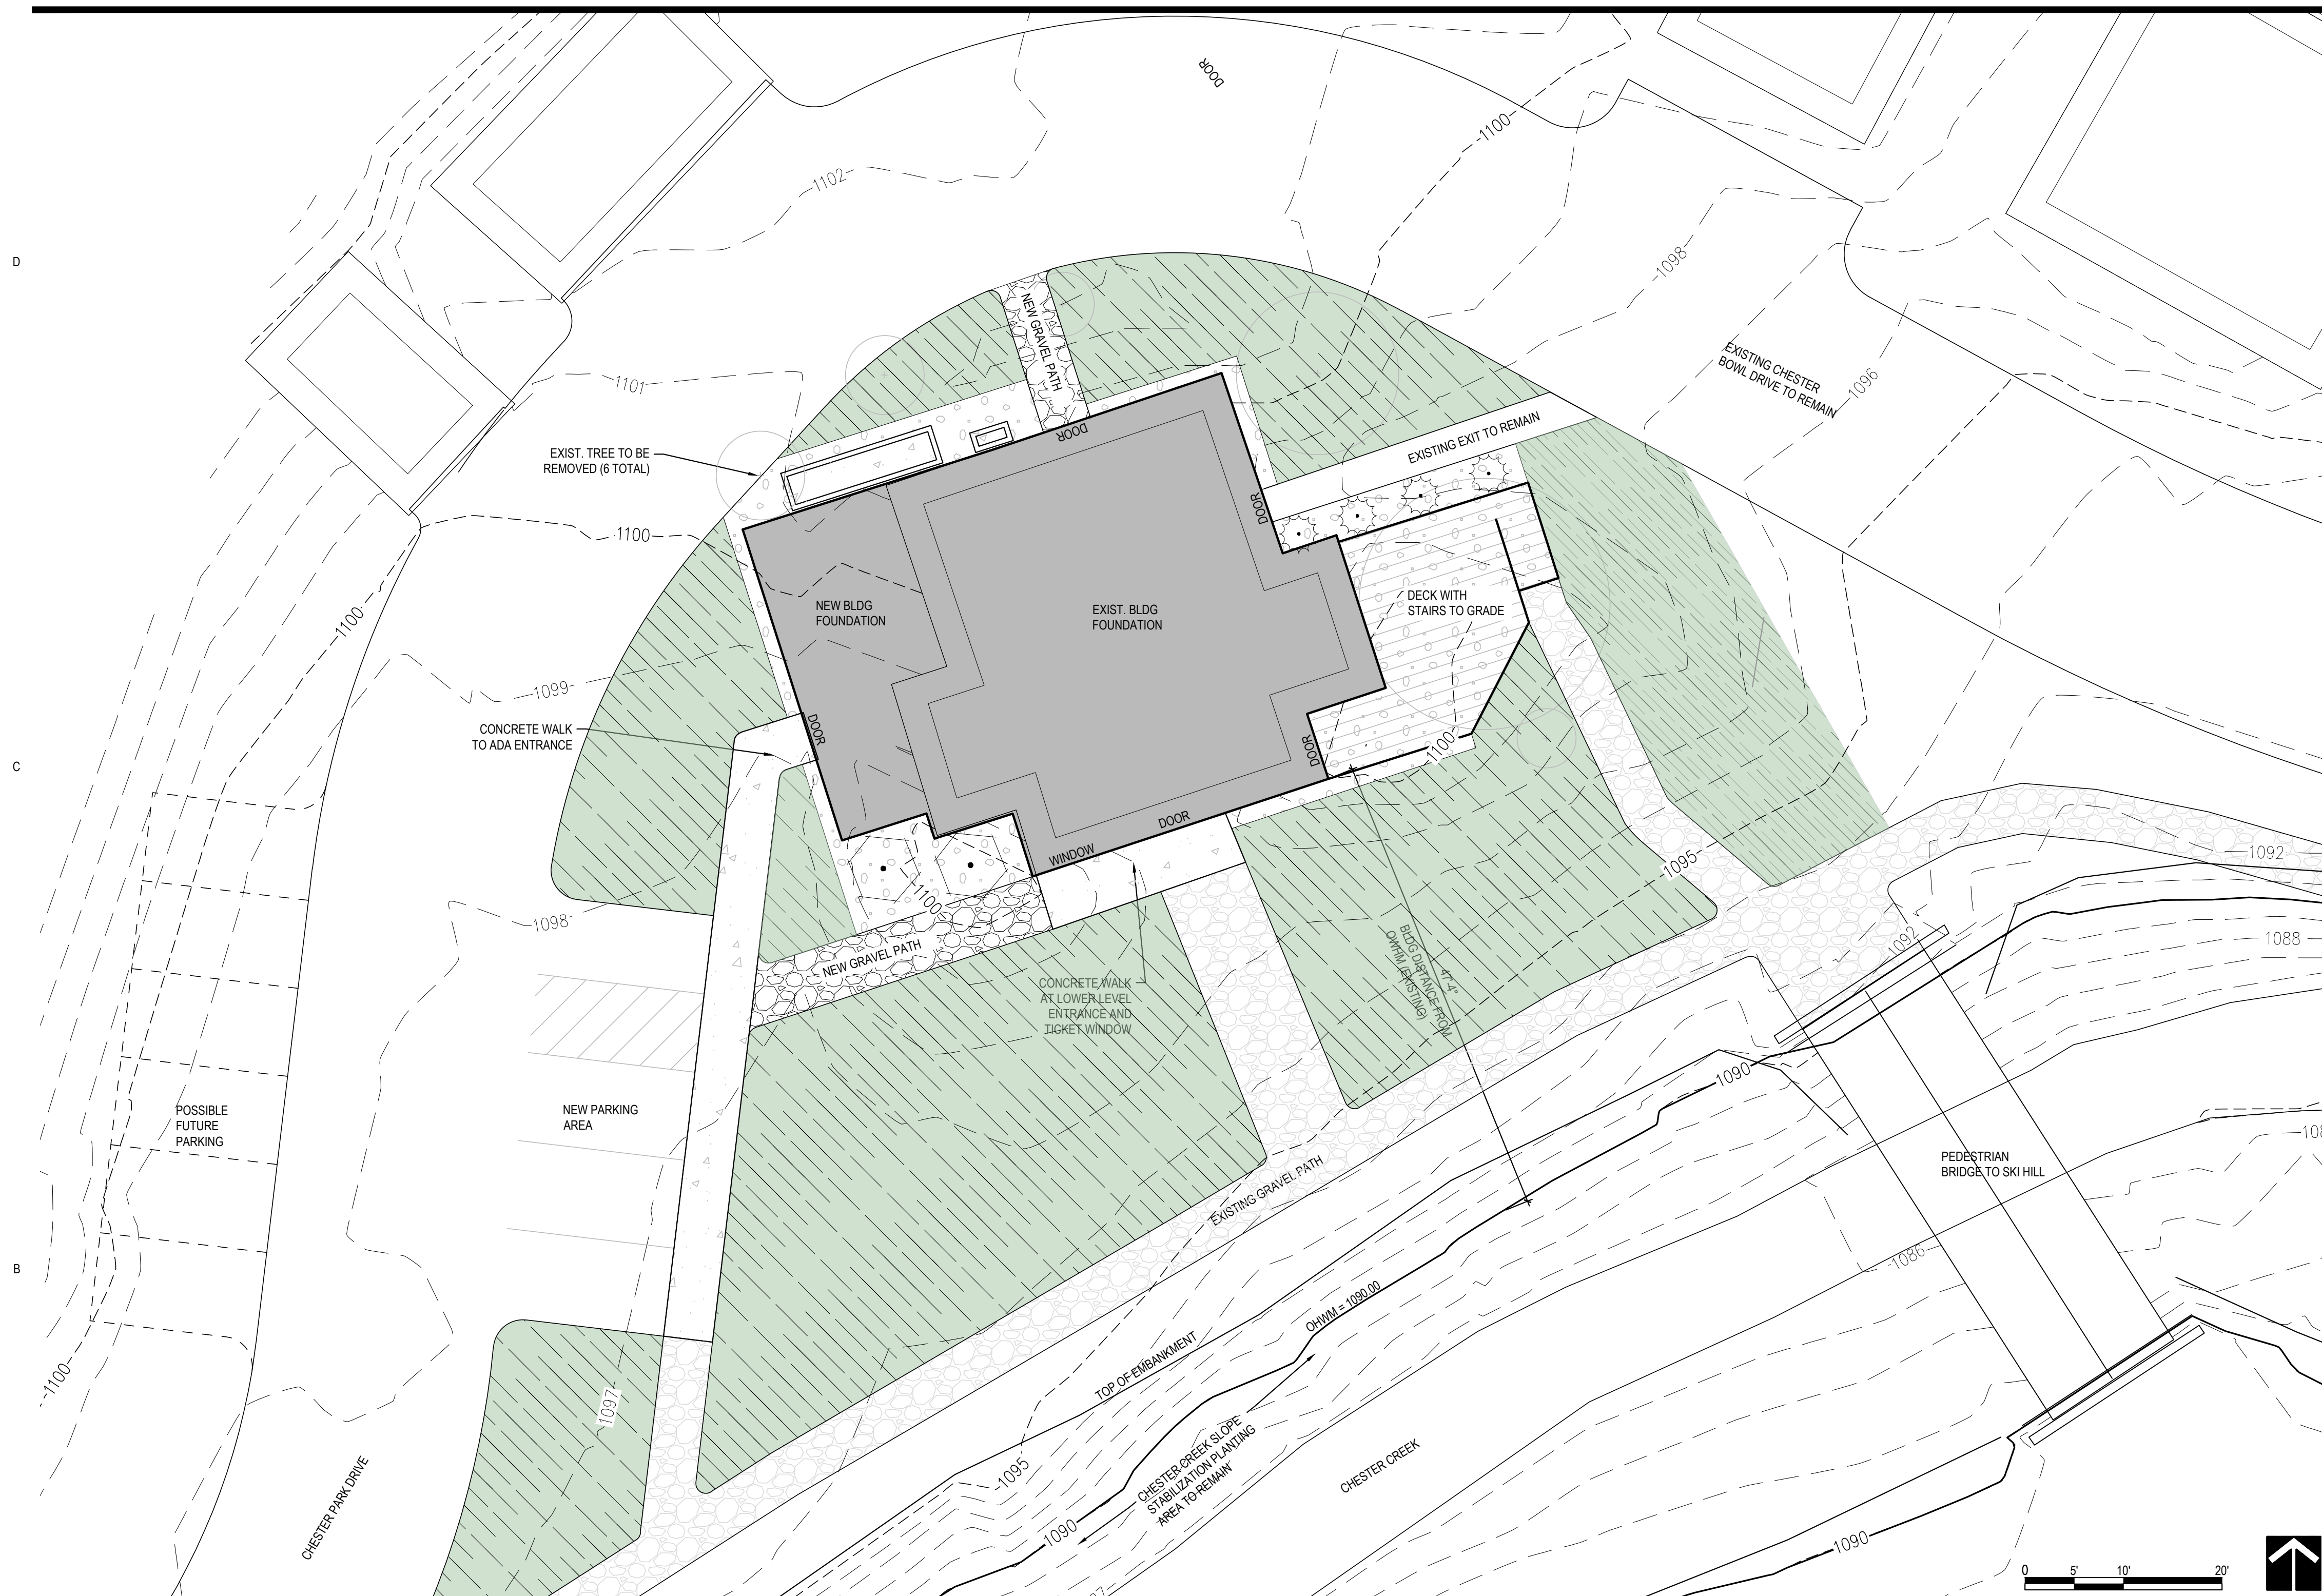 DOOR
-1100-
-1102-
D
-1098-
NEW GRAVEL PATH
EXISTING CHESTER
BOWL DRIVE TO REMAIN
-1096
-1101-
DOOR
EXISTING EXIT TO REMAIN
EXIST. TREE TO BE
REMOVED (6 TOTAL)
DOOR
-1100-
-1100-
NEW BLDG
FOUNDATION
EXIST. BLDG
FOUNDATION
DECK WITH
STAIRS TO GRADE
-1099-
CONCRETE WALK
TO ADA ENTRANCE
DOOR
DOOR
-1100-
C
DOOR
WINDOW
-1095-
-1092-
-1100-
-1098-
NEW GRAVEL PATH
-1092
-1088-
CONCRETE WALK
AT LOWER LEVEL
ENTRANCE AND
TICKET WINDOW
47'-4"
BLDG DISTANCE FROM
OWHM (EXISTING)
-1090-
POSSIBLE
FUTURE
PARKING
NEW PARKING
AREA
PEDESTRIAN
BRIDGE TO SKI HILL
EXISTING GRAVEL PATH
-1086-
B
OHWM = 1090.00
TOP OF EMBANKMENT
-1100-
1097
CHESTER CREEK SLOPE
STABILIZATION PLANTING
AREA TO REMAIN
CHESTER CREEK
-1095-
CHESTER PARK DRIVE
-1090-
-1090-
0 5' 10' 20'